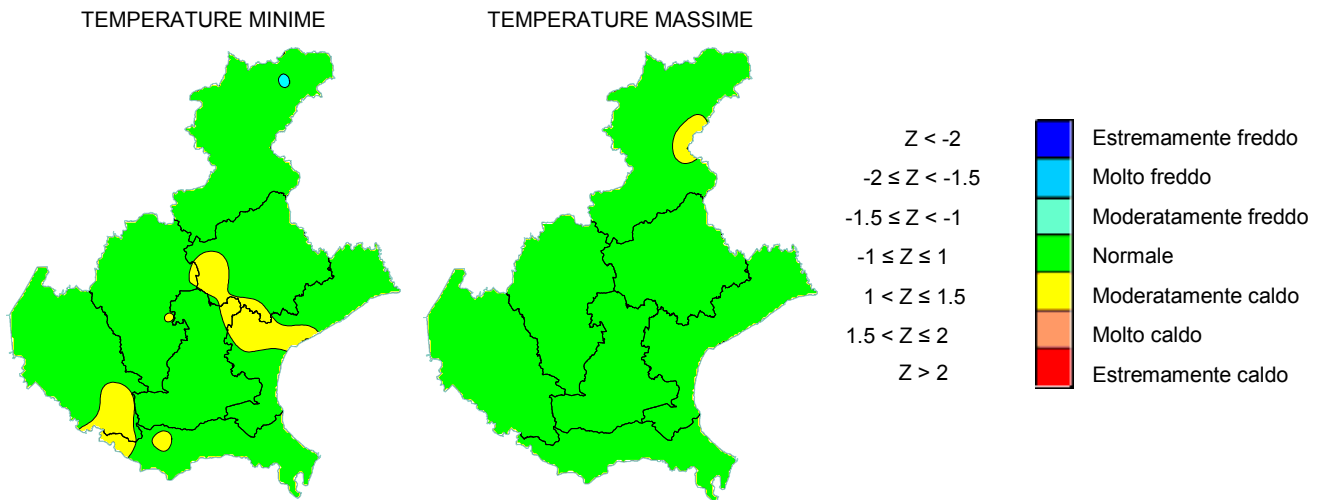 TEMPERATURE MINIME
TEMPERATURE MASSIME
Z < -2
Estremamente freddo
-2 ≤ Z < -1.5
Molto freddo
-1.5 ≤ Z < -1
Moderatamente freddo
-1 ≤ Z ≤ 1
Normale
1 < Z ≤ 1.5
Moderatamente caldo
1.5 < Z ≤ 2
Molto caldo
Z > 2
Estremamente caldo